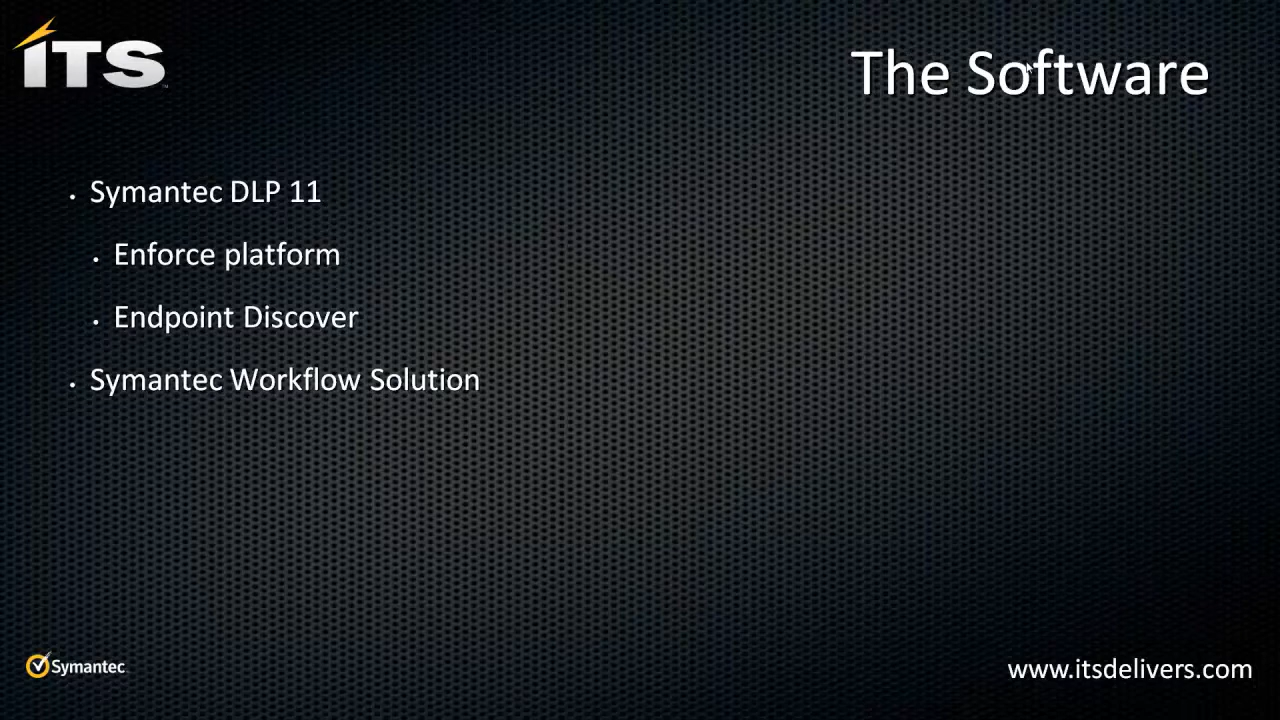 ITS
The Software
• Symantec DLP 11
• Enforce platform
• Endpoint Discover
• Symantec Workflow Solution
Symantec
www.itsdelivers.com